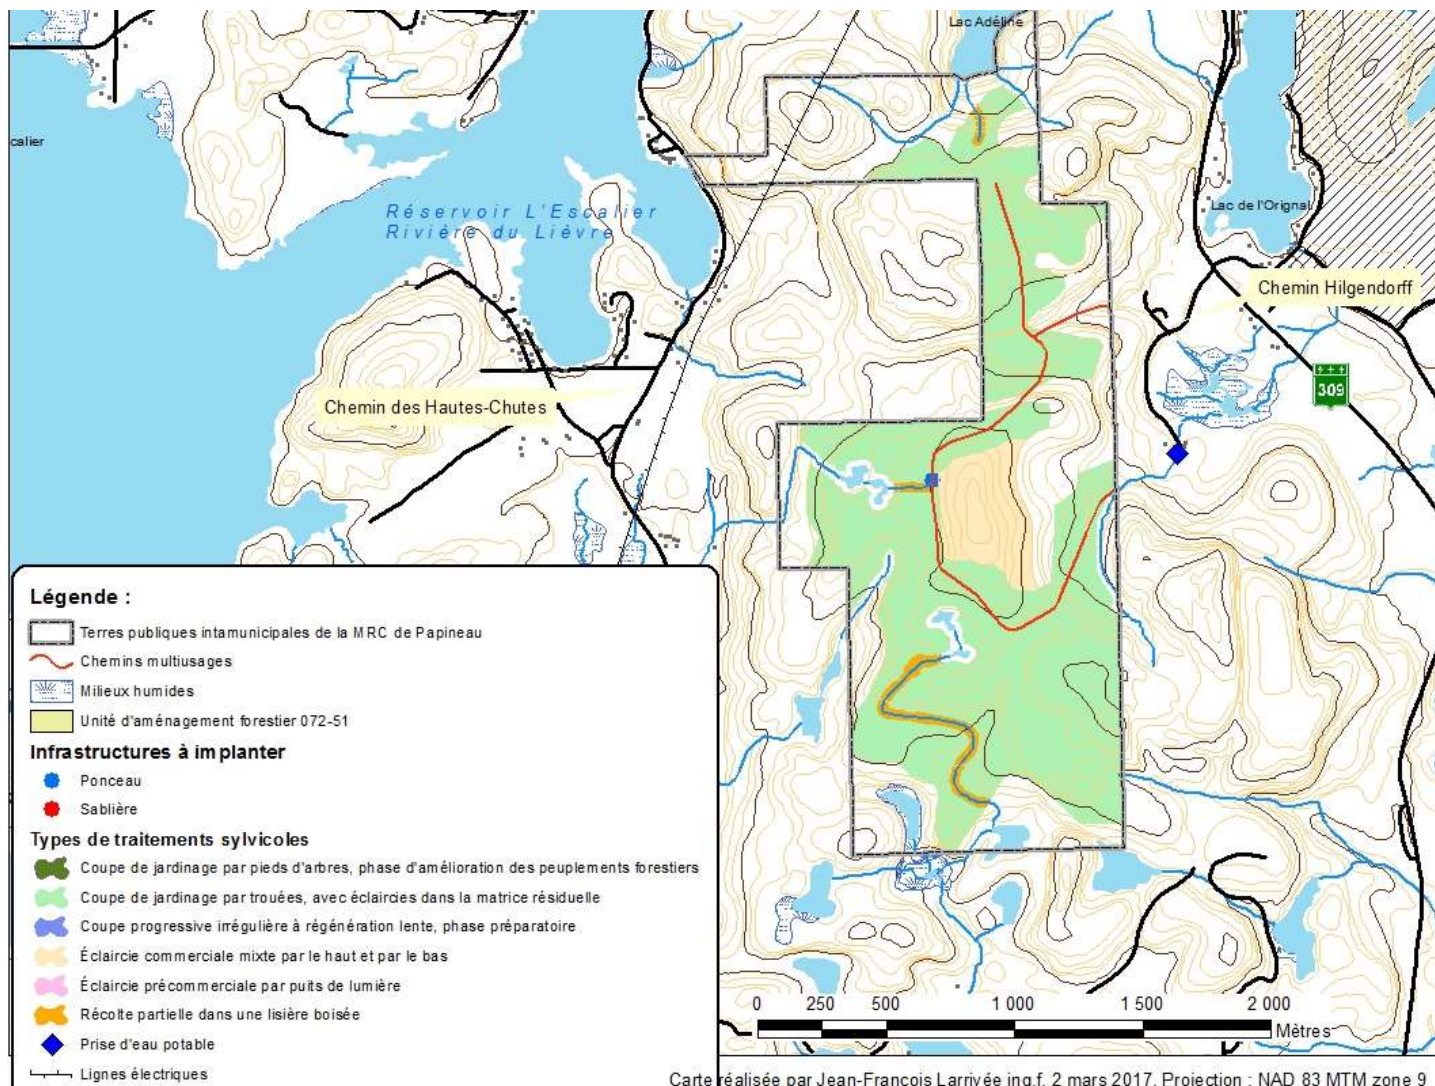 Lac Adéline
calier
Réservoir L'Escalier
Rivière du Lièvre
Lac de l'Orignal
Chemin Hilgendorff
309
Chemin des Hautes-Chutes
Légende :
Terres publiques intamunicipales de la MRC de Papineau
Chemins multiusages
Milieux humides
Unité d'aménagement forestier 072-51
Infrastructures à implanter
Ponceau
Sablière
Types de traitements sylvicoles
Coupe de jardinage par pieds d'arbres, phase d'amélioration des peuplements forestiers
Coupe de jardinage par trouées, avec éclaircies dans la matrice résiduelle
Coupe progressive irrégulière à régénération lente, phase préparatoire
Éclaircie commerciale mixte par le haut et par le bas
Éclaircie précommerciale par puits de lumière
Récolte partielle dans une lisière boisée
Prise d'eau potable
Lignes électriques
0 250 500 1 000 1 500 2 000
Mètres
Carte réalisée par Jean-François Larrivée ing.f. 2 mars 2017. Projection : NAD 83 MTM zone 9